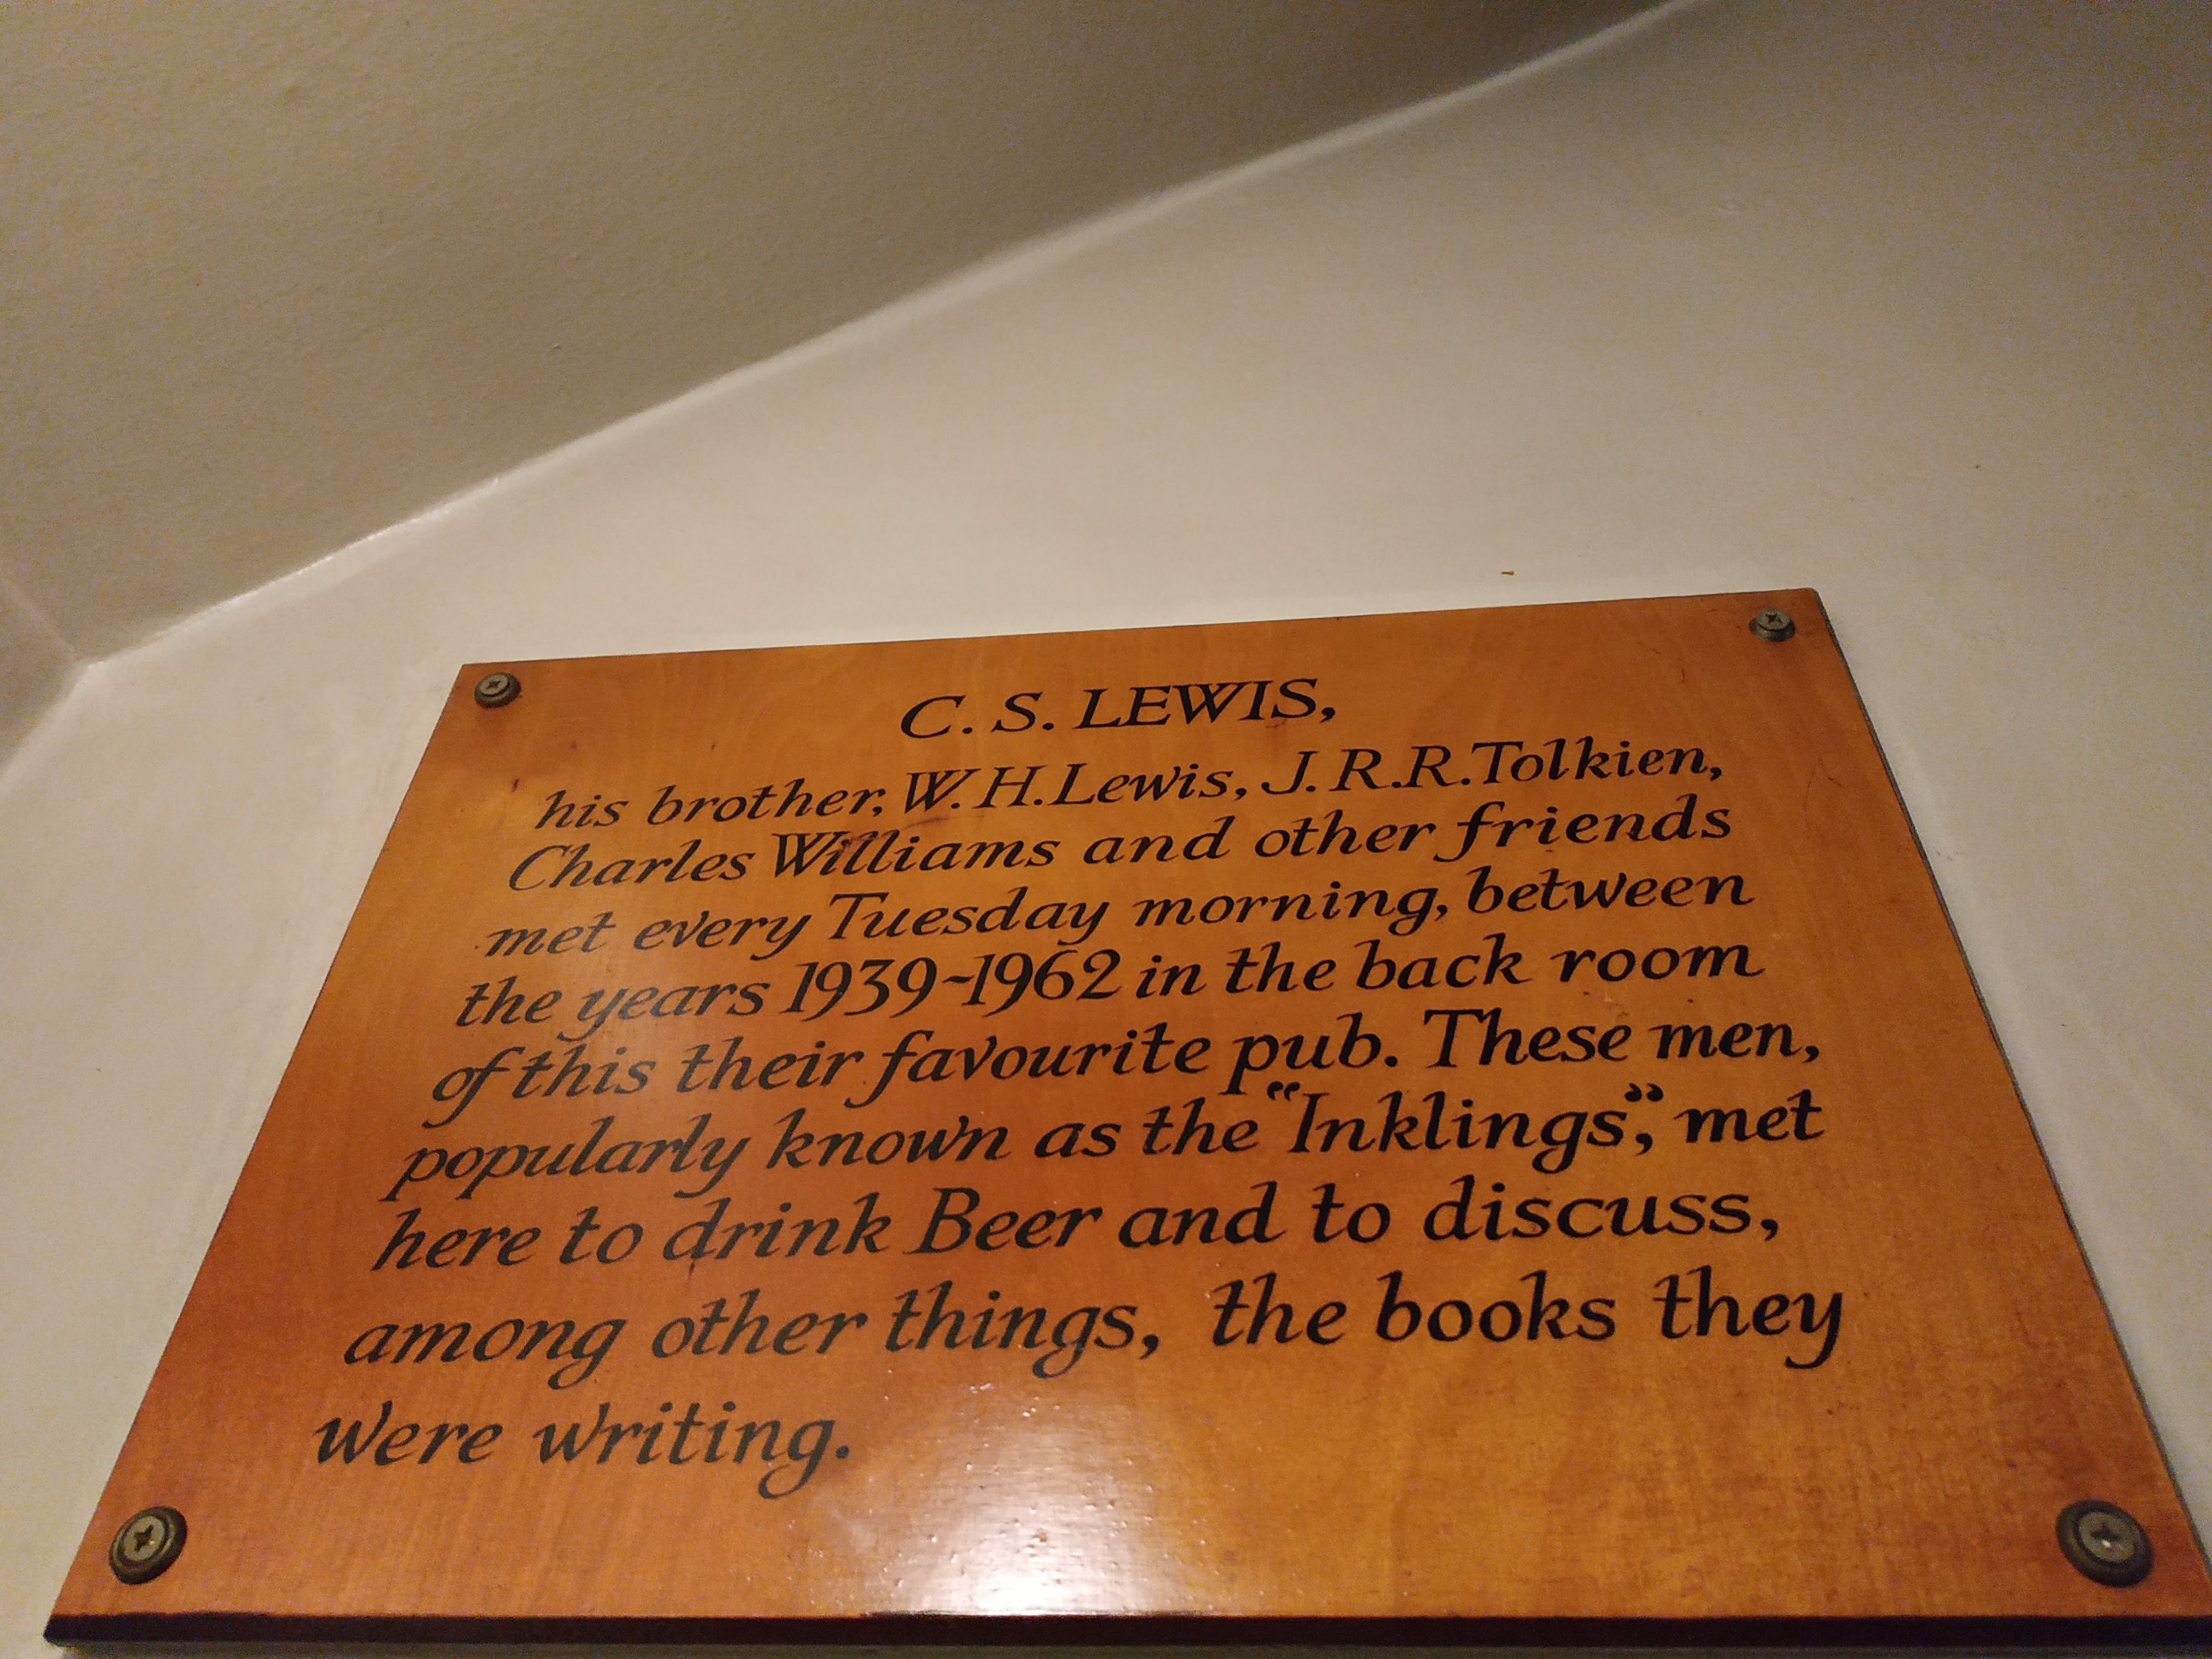 C. S. LEWIS,
his brother, W. H. Lewis, J. R. R. Tolkien,
Charles Williams and other friends
met every Tuesday morning, between
the years 1939-1962 in the back room
of this their favourite pub. These men,
popularly known as the "Inklings", met
here to drink Beer and to discuss,
among other things, the books they
were writing.